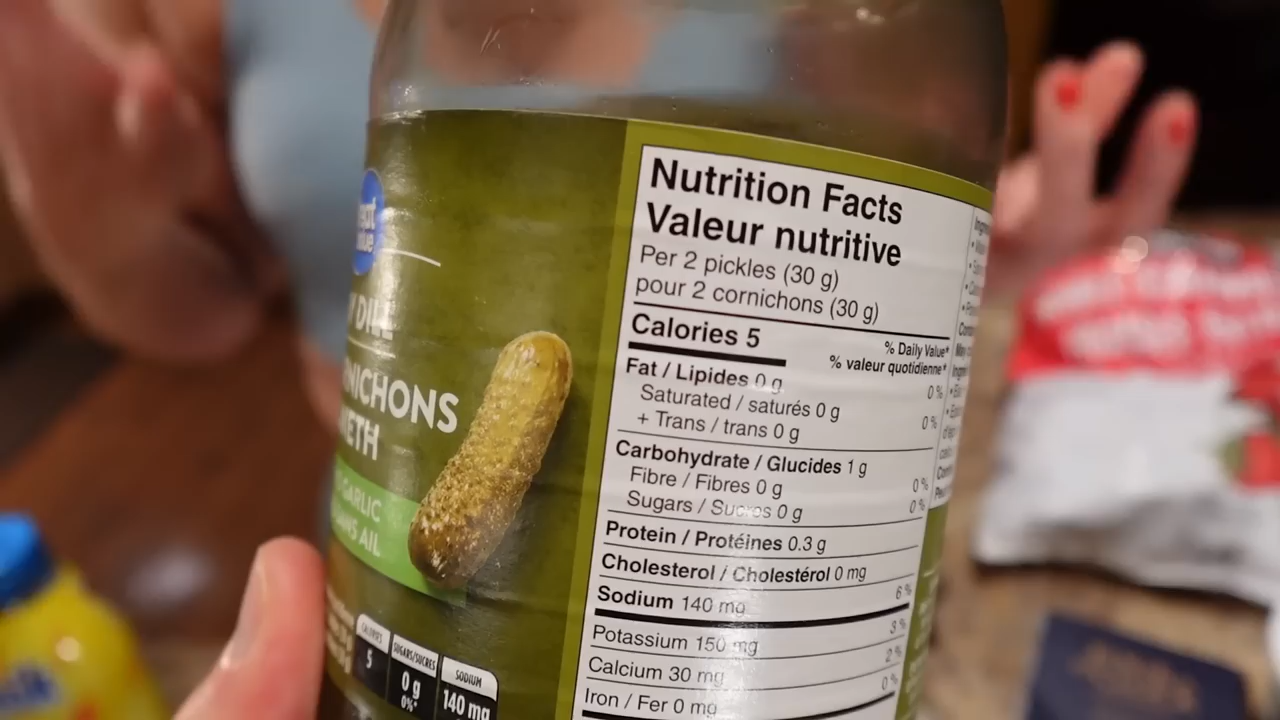 DILL
NICHONS
ETH
GARLIC
ANS AIL
CALORIES
5
SUGARS/SUCRES
0 g
0%*
SODIUM
140 mg
Nutrition Facts
Valeur nutritive
Per 2 pickles (30 g)
pour 2 cornichons (30 g)
Calories 5
% Daily Value*
% valeur quotidienne*
Fat / Lipides 0 g 0 %
Saturated / saturés 0 g
+ Trans / trans 0 g 0 %
Carbohydrate / Glucides 1 g
Fibre / Fibres 0 g 0 %
Sugars / Sucres 0 g 0 %
Protein / Protéines 0.3 g
Cholesterol / Cholestérol 0 mg
Sodium 140 mg 6 %
Potassium 150 mg 3 %
Calcium 30 mg 2 %
Iron / Fer 0 mg 0 %